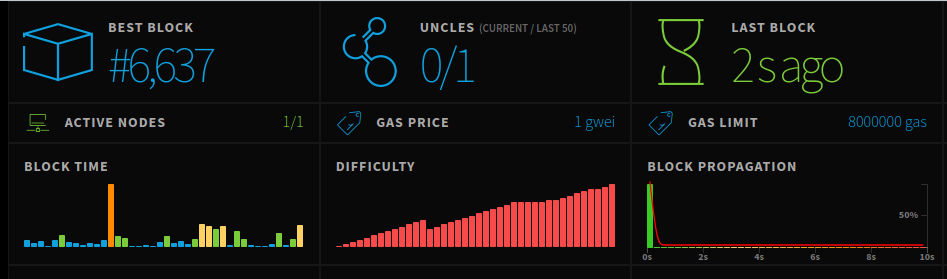 BEST BLOCK
#6,637
UNCLES (CURRENT / LAST 50)
0/1
LAST BLOCK
2 s ago
ACTIVE NODES 1/1
GAS PRICE 1 gwei
GAS LIMIT 8000000 gas
BLOCK TIME
DIFFICULTY
BLOCK PROPAGATION
50%
0s 2s 4s 6s 8s 10s